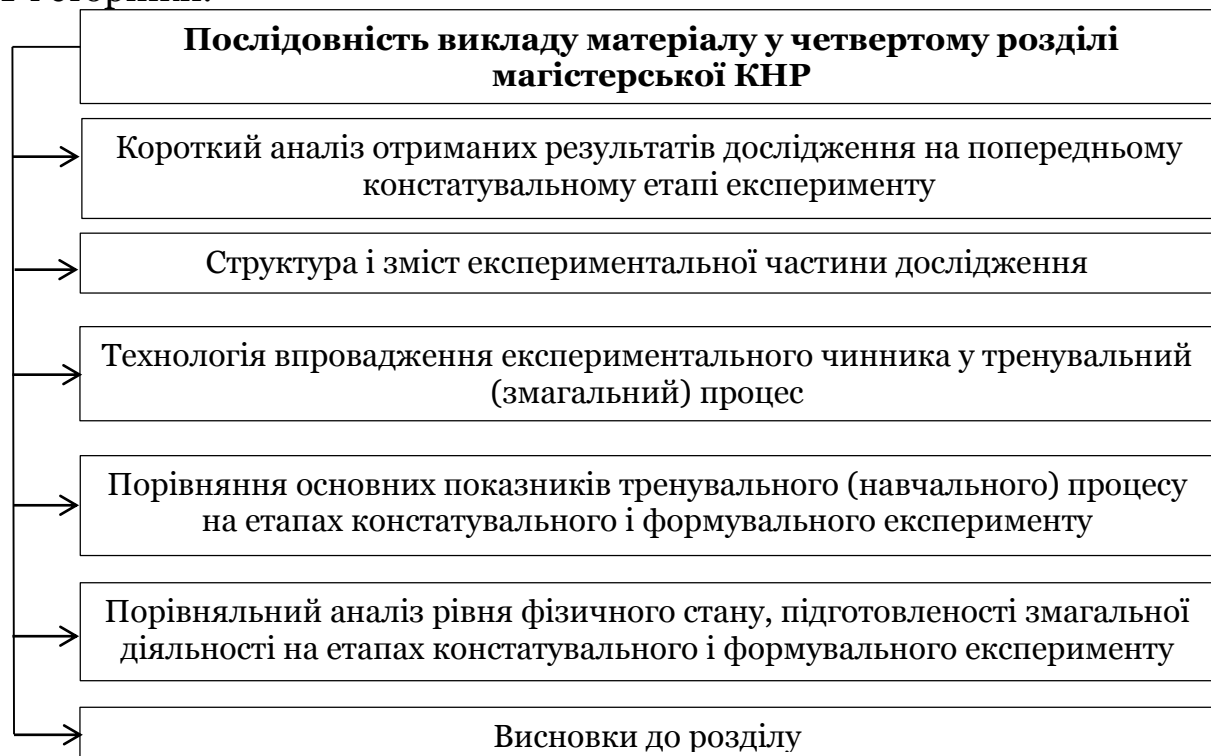 Послідовність викладу матеріалу у четвертому розділі
магістерської КНР
Короткий аналіз отриманих результатів дослідження на попередньому
констатувальному етапі експерименту
Структура і зміст експериментальної частини дослідження
Технологія впровадження експериментального чинника у тренувальний
(змагальний) процес
Порівняння основних показників тренувального (навчального) процесу
на етапах констатувального і формувального експерименту
Порівняльний аналіз рівня фізичного стану, підготовленості змагальної
діяльності на етапах констатувального і формувального експерименту
Висновки до розділу